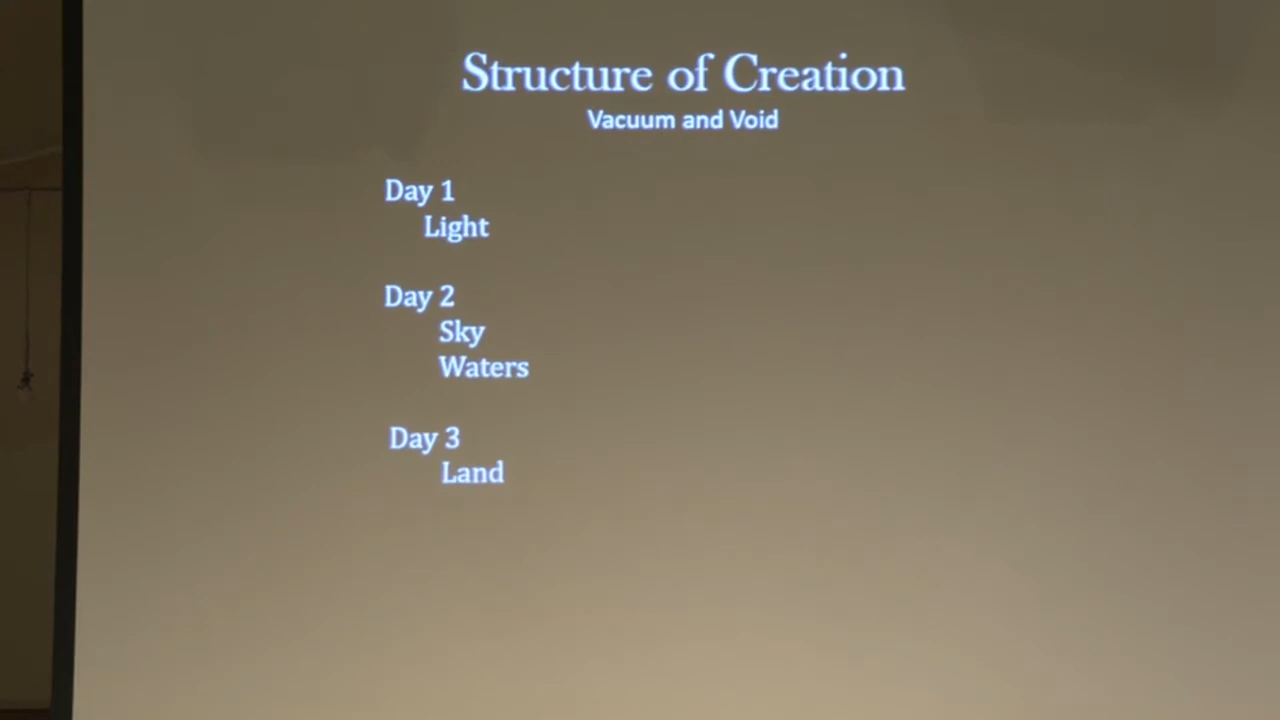 Structure of Creation
Vacuum and Void
Day 1
Light
Day 2
Sky
Waters
Day 3
Land